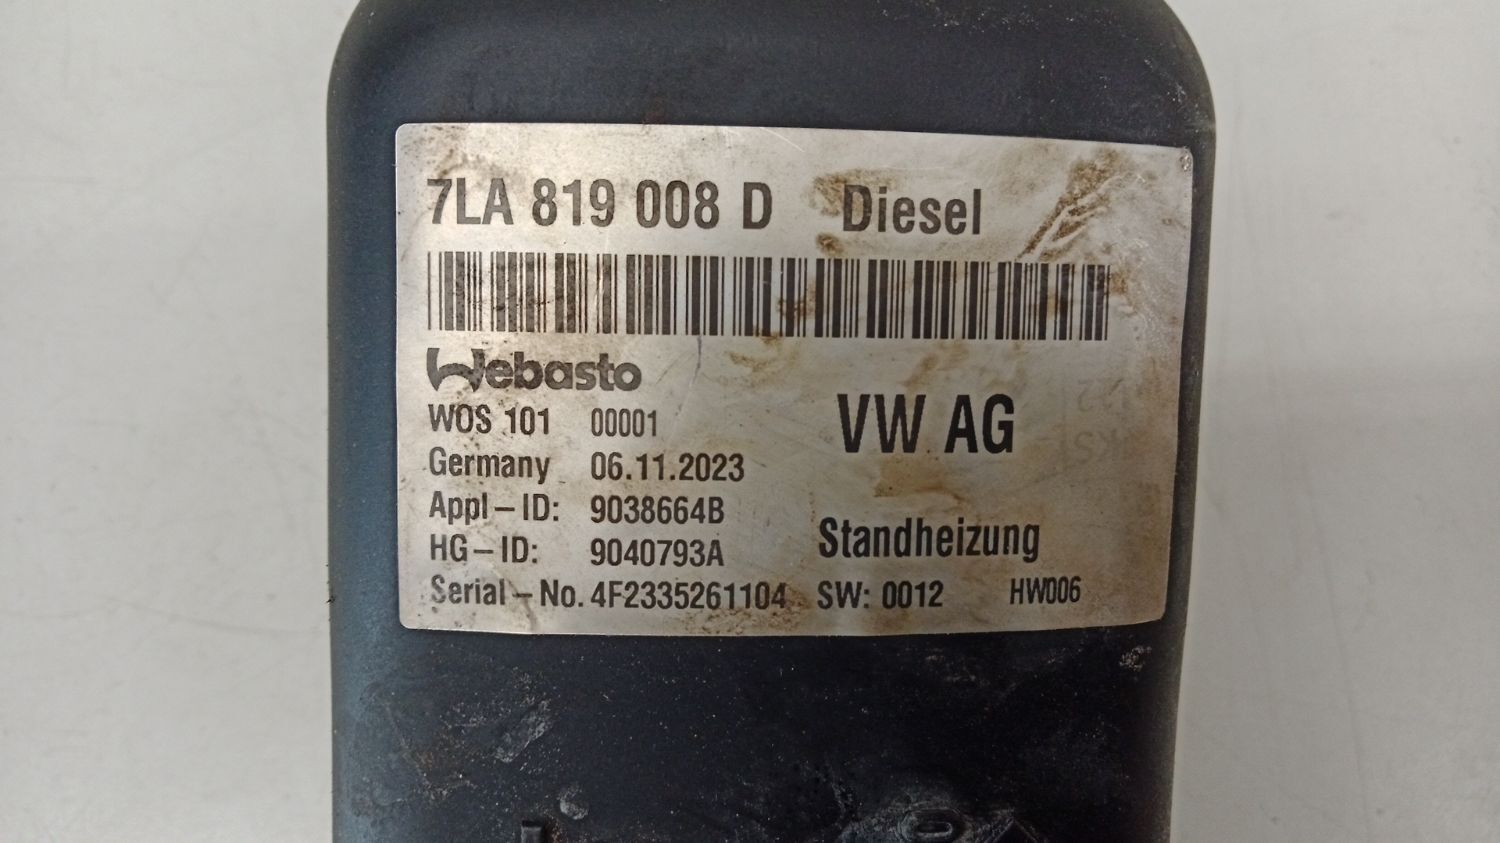 7LA 819 008 D Diesel
Webasto
WOS 101 00001
VW AG
Germany 06.11.2023
Appl-ID: 9038664B
Standheizung
HG-ID: 9040793A
Serial-No. 4F2335261104 SW: 0012 HW006